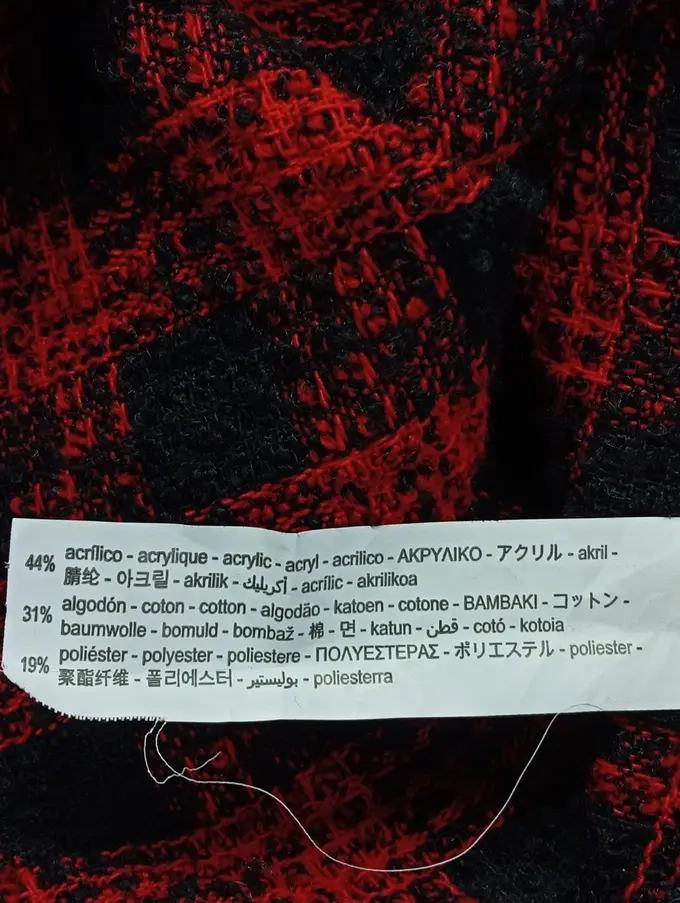 44% acrílico - acrylique - acrylic - acryl - acrilico - ΑΚΡΥΛΙΚΟ - アクリル - akril -
腈纶 - 아크릴 - akrilik - أكريليك - acrílic - akrilikoa
31% algodón - coton - cotton - algodão - katoen - cotone - BAMBAKI - コットン -
baumwolle - bomuld - bombaž - 棉 - 면 - katun - قطن - cotó - kotoia
19% poliéster - polyester - poliestere - ΠΟΛΥΕΣΤΕΡΑΣ - ポリエステル - poliester -
聚酯纤维 - 폴리에스터 - بوليستير - poliesterra